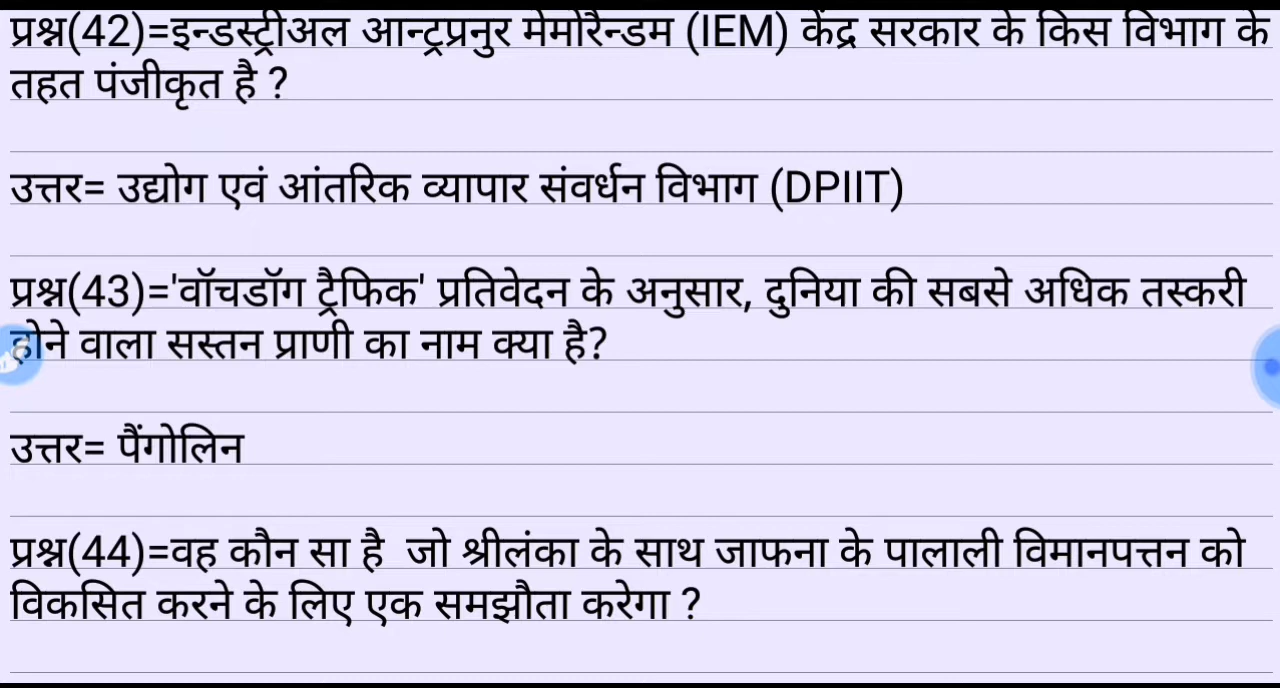 प्रश्न(42)=इन्डस्ट्रीअल आन्ट्रप्रनुर मेमोरैन्डम (IEM) केंद्र सरकार के किस विभाग के
तहत पंजीकृत है ?
उत्तर= उद्योग एवं आंतरिक व्यापार संवर्धन विभाग (DPIIT)
प्रश्न(43)='वॉचडॉग ट्रैफिक' प्रतिवेदन के अनुसार, दुनिया की सबसे अधिक तस्करी
होने वाला सस्तन प्राणी का नाम क्या है?
उत्तर= पैंगोलिन
प्रश्न(44)=वह कौन सा है जो श्रीलंका के साथ जाफना के पालाली विमानपत्तन को
विकसित करने के लिए एक समझौता करेगा ?